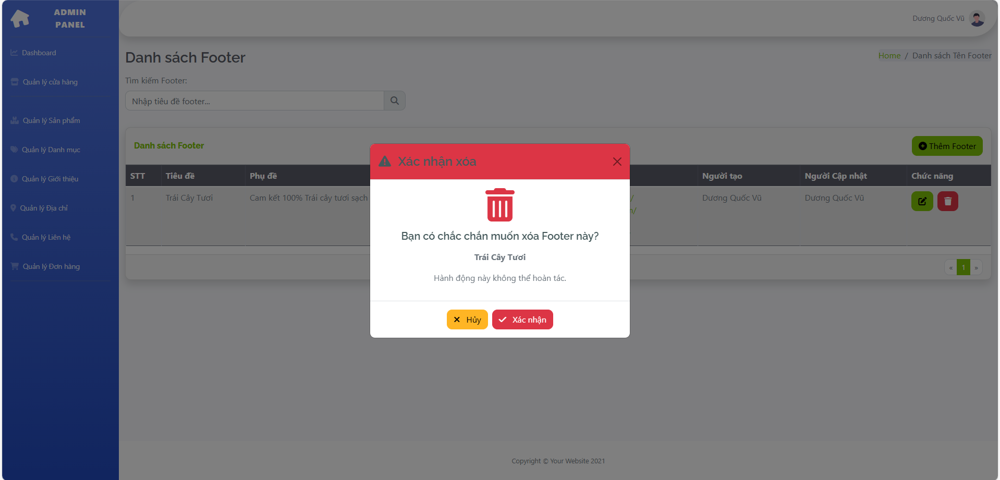 ADMIN
PANEL
Dashboard
Quản lý cửa hàng
Quản lý Sản phẩm
Quản lý Danh mục
Quản lý Giới thiệu
Quản lý Địa chỉ
Quản lý Liên hệ
Quản lý Đơn hàng
Dương Quốc Vũ
Danh sách Footer
Home / Danh sách Tên Footer
Tìm kiếm Footer:
Nhập tiêu đề footer...
Danh sách Footer
Thêm Footer
STT Tiêu đề Phụ đề Người tạo Người Cập nhật Chức năng
1 Trái Cây Tươi Cam kết 100% Trái cây tươi sạch Dương Quốc Vũ Dương Quốc Vũ
« 1 »
Xác nhận xóa
Bạn có chắc chắn muốn xóa Footer này?
Trái Cây Tươi
Hành động này không thể hoàn tác.
Hủy
Xác nhận
Copyright © Your Website 2021